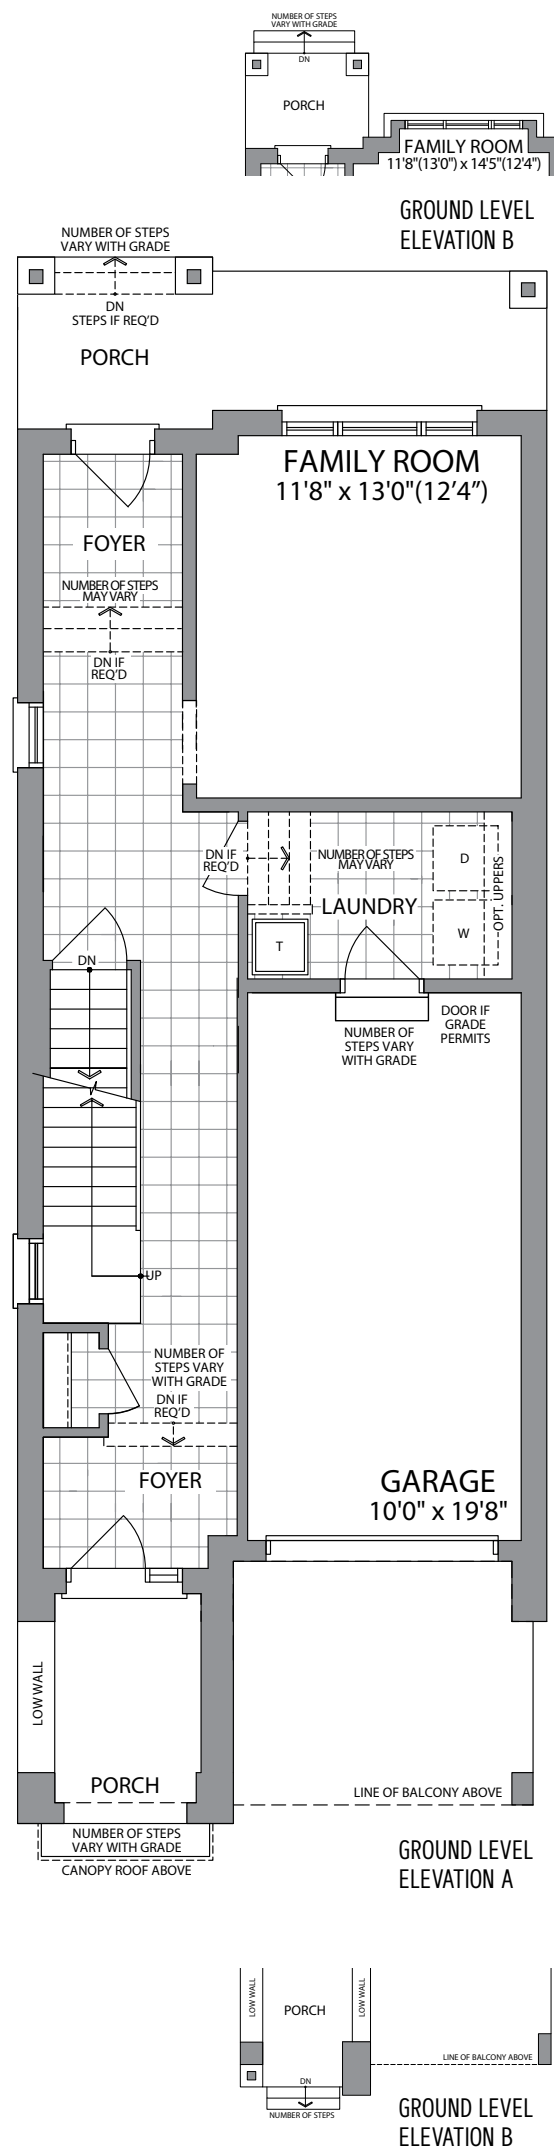 NUMBER OF STEPS
VARY WITH GRADE
DN
PORCH
FAMILY ROOM
11'8"(13'0") x 14'5"(12'4")
GROUND LEVEL
ELEVATION B
NUMBER OF STEPS
VARY WITH GRADE
DN
STEPS IF REQ'D
PORCH
FAMILY ROOM
11'8" x 13'0"(12’4”)
FOYER
NUMBER OF STEPS
MAY VARY
DN IF
REQ'D
DN IF
REQ'D
NUMBER OF STEPS
MAY VARY
D
OPT. UPPERS
LAUNDRY
W
T
DN
NUMBER OF
STEPS VARY
WITH GRADE
DOOR IF
GRADE
PERMITS
UP
NUMBER OF
STEPS VARY
WITH GRADE
DN IF
REQ'D
FOYER
GARAGE
10'0" x 19'8"
LOW WALL
PORCH
LINE OF BALCONY ABOVE
NUMBER OF STEPS
VARY WITH GRADE
CANOPY ROOF ABOVE
GROUND LEVEL
ELEVATION A
LOW WALL
PORCH
LOW WALL
LINE OF BALCONY ABOVE
DN
NUMBER OF STEPS
GROUND LEVEL
ELEVATION B